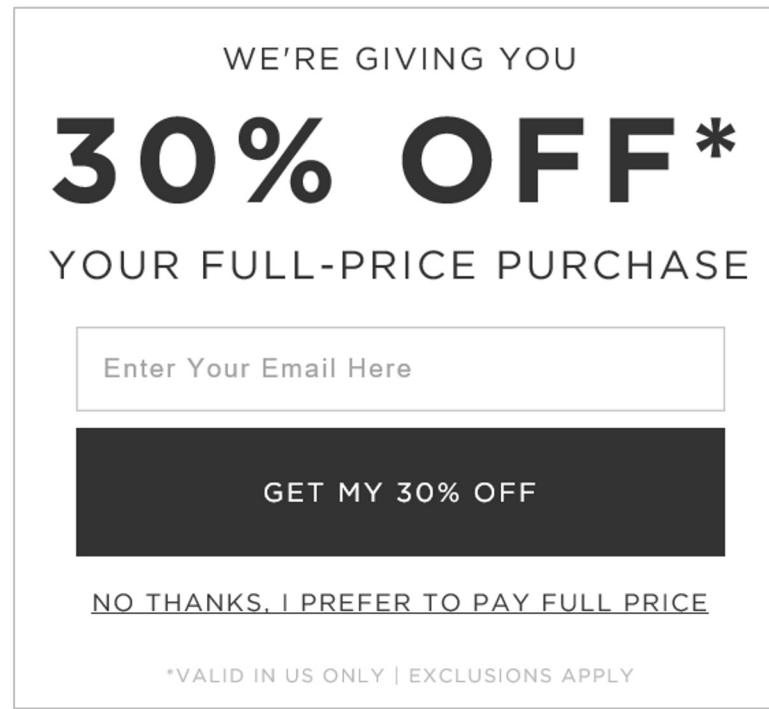 WE'RE GIVING YOU
30% OFF*
YOUR FULL-PRICE PURCHASE
Enter Your Email Here
GET MY 30% OFF
NO THANKS, I PREFER TO PAY FULL PRICE
*VALID IN US ONLY | EXCLUSIONS APPLY